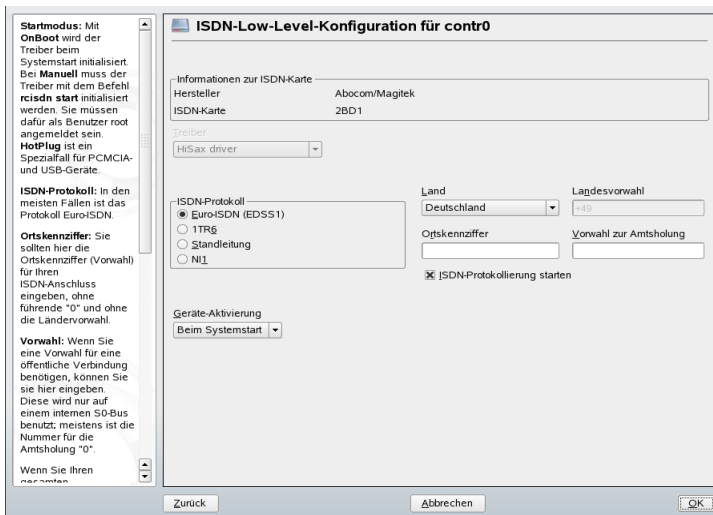 Startmodus: Mit
OnBoot wird der
Treiber beim
Systemstart initialisiert.
Bei Manuell muss der
Treiber mit dem Befehl
rcisdn start initialisiert
werden. Sie müssen
dafür als Benutzer root
angemeldet sein.
HotPlug ist ein
Spezialfall für PCMCIA-
und USB-Geräte.
ISDN-Protokoll: In den
meisten Fällen ist das
Protokoll Euro-ISDN.
Ortskennziffer: Sie
sollten hier die
Ortskennziffer (Vorwahl)
für Ihren
ISDN-Anschluss
eingeben, ohne
führende "0" und ohne
die Ländervorwahl.
Vorwahl: Wenn Sie
eine Vorwahl für eine
öffentliche Verbindung
benötigen, können Sie
sie hier eingeben.
Diese wird nur auf
einem internen S0-Bus
benutzt; meistens ist die
Nummer für die
Amtsholung "0".
Wenn Sie Ihren
gesamten
ISDN-Low-Level-Konfiguration für contr0
Informationen zur ISDN-Karte
Hersteller Abocom/Magitek
ISDN-Karte 2BD1
Treiber
HiSax driver
ISDN-Protokoll
Euro-ISDN (EDSS1)
1TR6
Standleitung
NI1
Land Landesvorwahl
Deutschland +49
Ortskennziffer Vorwahl zur Amtsholung
ISDN-Protokollierung starten
Geräte-Aktivierung
Beim Systemstart
Zurück Abbrechen OK